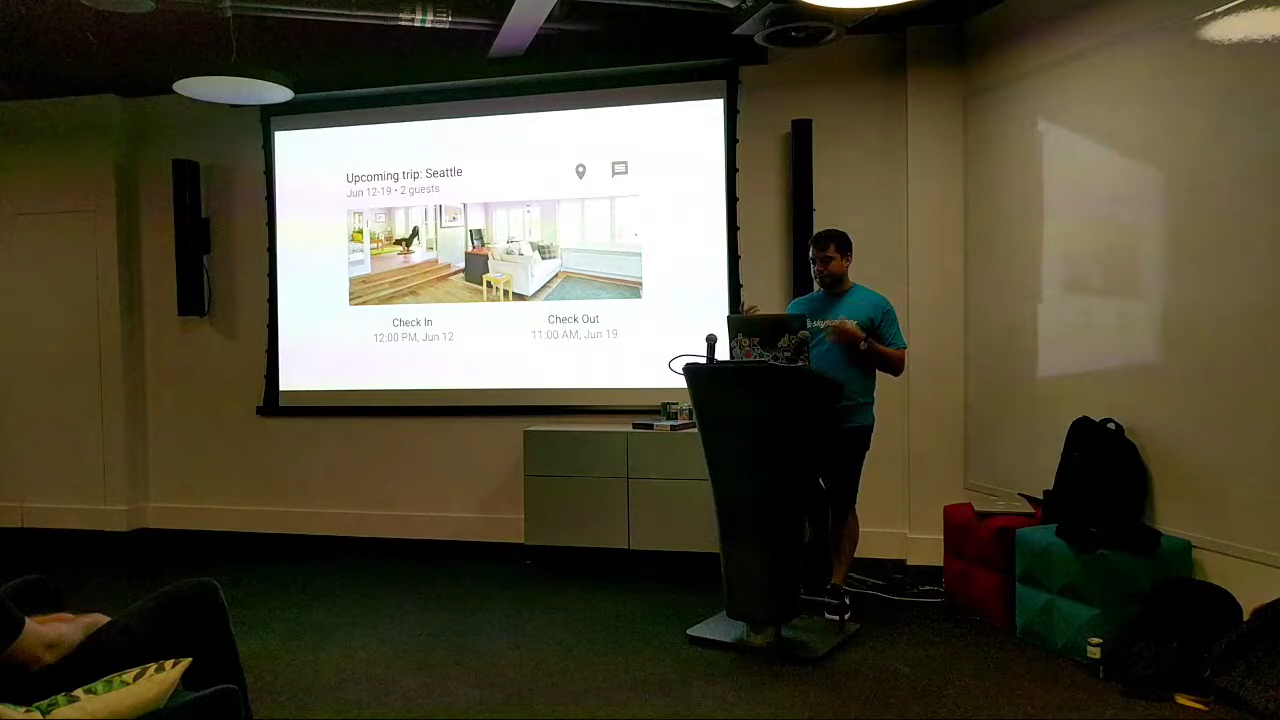 Upcoming trip: Seattle
Jun 12-19 • 2 guests
Check In
12:00 PM, Jun 12
Check Out
11:00 AM, Jun 19